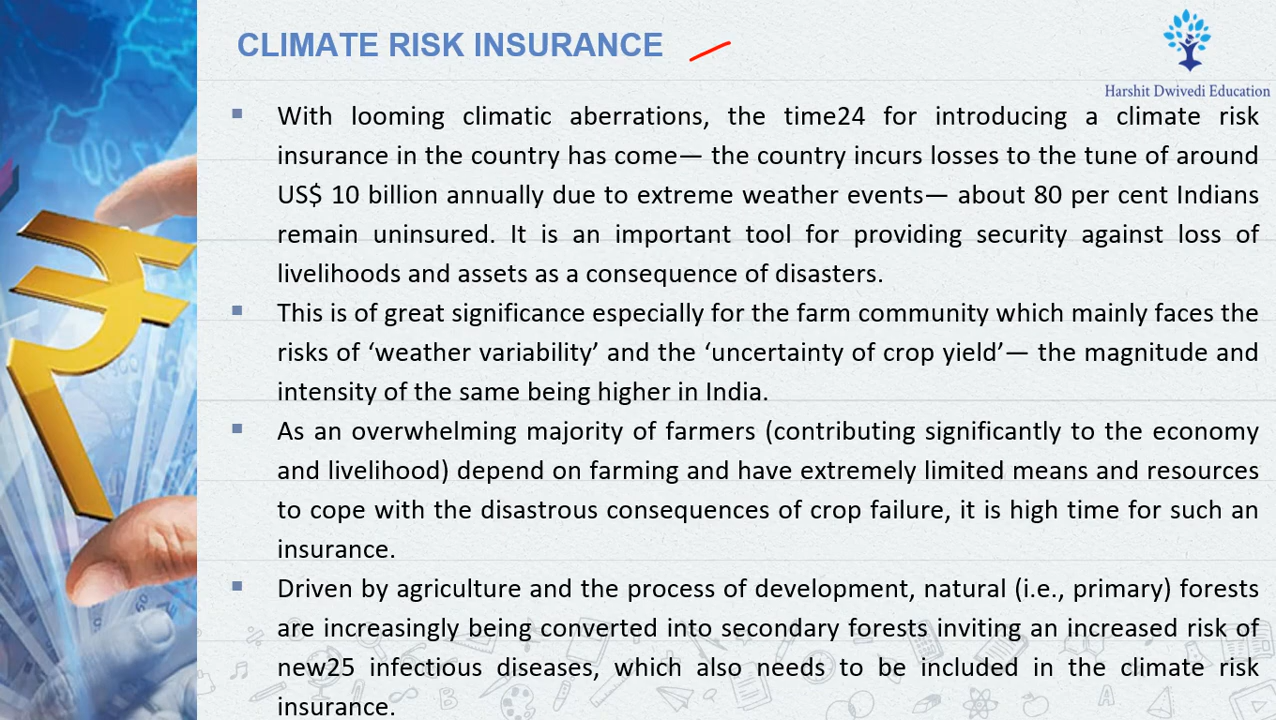 CLIMATE RISK INSURANCE
Harshit Dwivedi Education
With looming climatic aberrations, the time24 for introducing a climate risk
insurance in the country has come— the country incurs losses to the tune of around
US$ 10 billion annually due to extreme weather events— about 80 per cent Indians
remain uninsured. It is an important tool for providing security against loss of
livelihoods and assets as a consequence of disasters.
This is of great significance especially for the farm community which mainly faces the
risks of ‘weather variability’ and the ‘uncertainty of crop yield’— the magnitude and
intensity of the same being higher in India.
As an overwhelming majority of farmers (contributing significantly to the economy
and livelihood) depend on farming and have extremely limited means and resources
to cope with the disastrous consequences of crop failure, it is high time for such an
insurance.
Driven by agriculture and the process of development, natural (i.e., primary) forests
are increasingly being converted into secondary forests inviting an increased risk of
new25 infectious diseases, which also needs to be included in the climate risk
insurance.